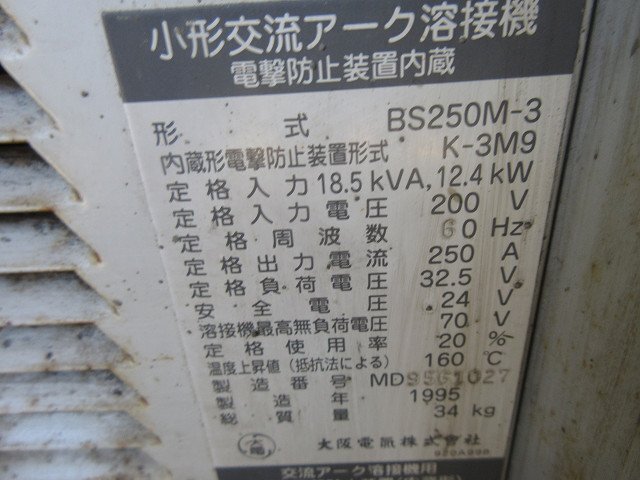 小形交流アーク溶接機
電撃防止装置内蔵
形式 BS250M-3
内蔵形電撃防止装置形式 K-3M9
定格入力 18.5 kVA, 12.4 kW
定格入力電圧 200 V
定格周波数 60 Hz
定格出力電流 250 A
定格負荷電圧 32.5 V
安全電圧 24 V
溶接機最高無負荷電圧 70 V
定格使用率 20 %
温度上昇値(抵抗法による) 160 ℃
製造番号 MD9561027
製造年 1995
総質量 34 kg
大阪電気株式会社
交流アーク溶接機用